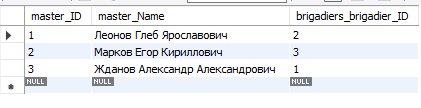 master_ID master_Name brigadiers_brigadier_ID
1 Леонов Глеб Ярославович 2
2 Марков Егор Кириллович 3
3 Жданов Александр Александрович 1
NULL NULL NULL